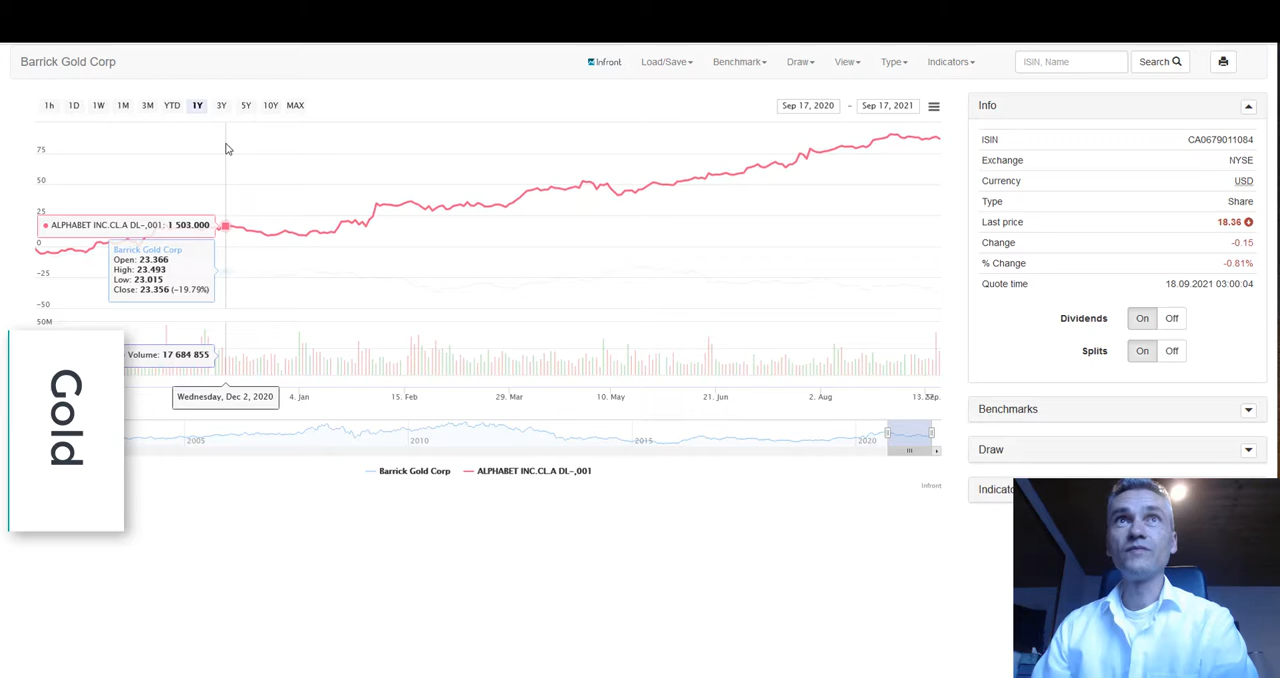 Barrick Gold Corp
Infront
Load/Save
Benchmark
Draw
View
Type
Indicators
ISIN, Name
Search
1h 1D 1W 1M 3M YTD 1Y 3Y 5Y 10Y MAX
Sep 17, 2020 - Sep 17, 2021
75
50
25
0
-25
-50
50M
ALPHABET INC.CL.A DL-,001: 1 503.000
Barrick Gold Corp
Open: 23.366
High: 23.493
Low: 23.015
Close: 23.356 (-19.79%)
Volume: 17 684 855
Wednesday, Dec 2, 2020
4. Jan
15. Feb
29. Mar
10. May
21. Jun
2. Aug
2005
2010
2015
2020
Barrick Gold Corp
ALPHABET INC.CL.A DL-,001
Infront
Gold
Info
ISIN CA0679011084
Exchange NYSE
Currency USD
Type Share
Last price 18.36
Change -0.15
% Change -0.81%
Quote time 18.09.2021 03:00:04
Dividends On Off
Splits On Off
Benchmarks
Draw